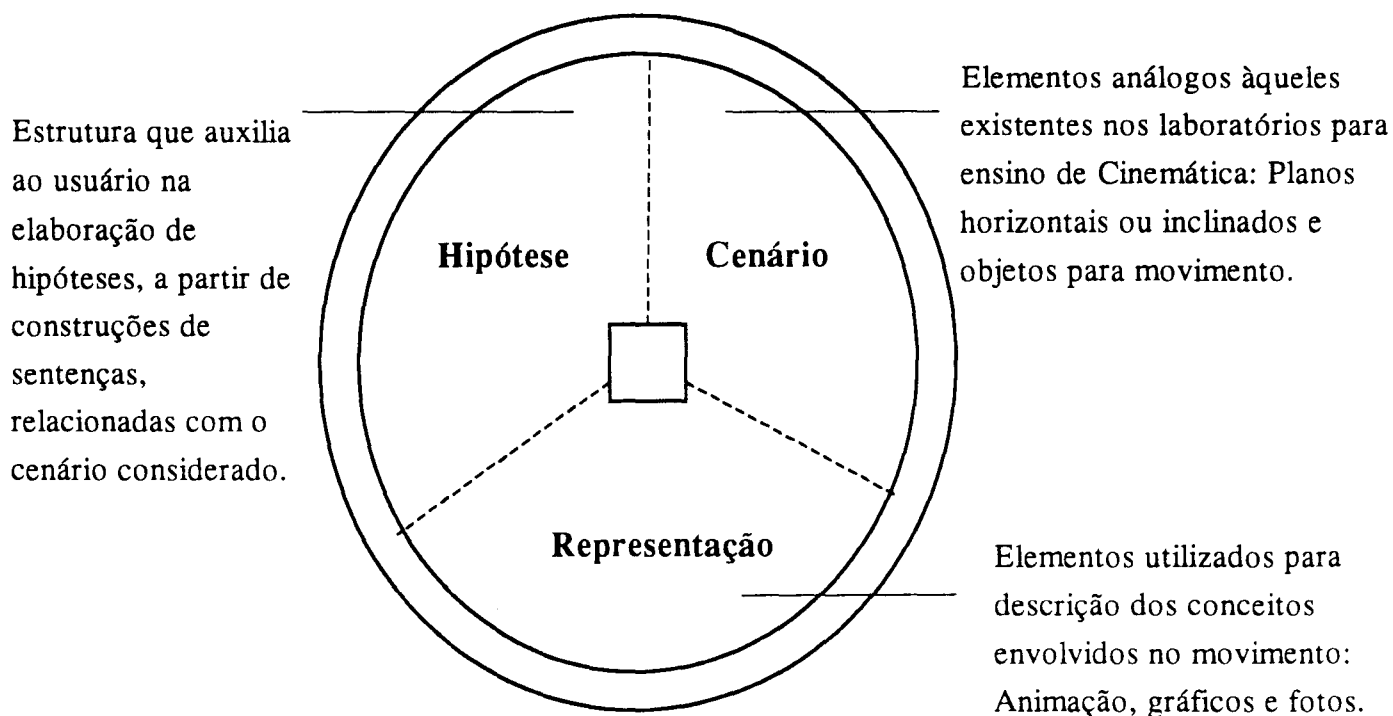 Estrutura que auxilia
ao usuário na
elaboração de
hipóteses, a partir de
construções de
sentenças,
relacionadas com o
cenário considerado.
Hipótese
Cenário
Representação
Elementos análogos àqueles
existentes nos laboratórios para
ensino de Cinemática: Planos
horizontais ou inclinados e
objetos para movimento.
Elementos utilizados para
descrição dos conceitos
envolvidos no movimento:
Animação, gráficos e fotos.